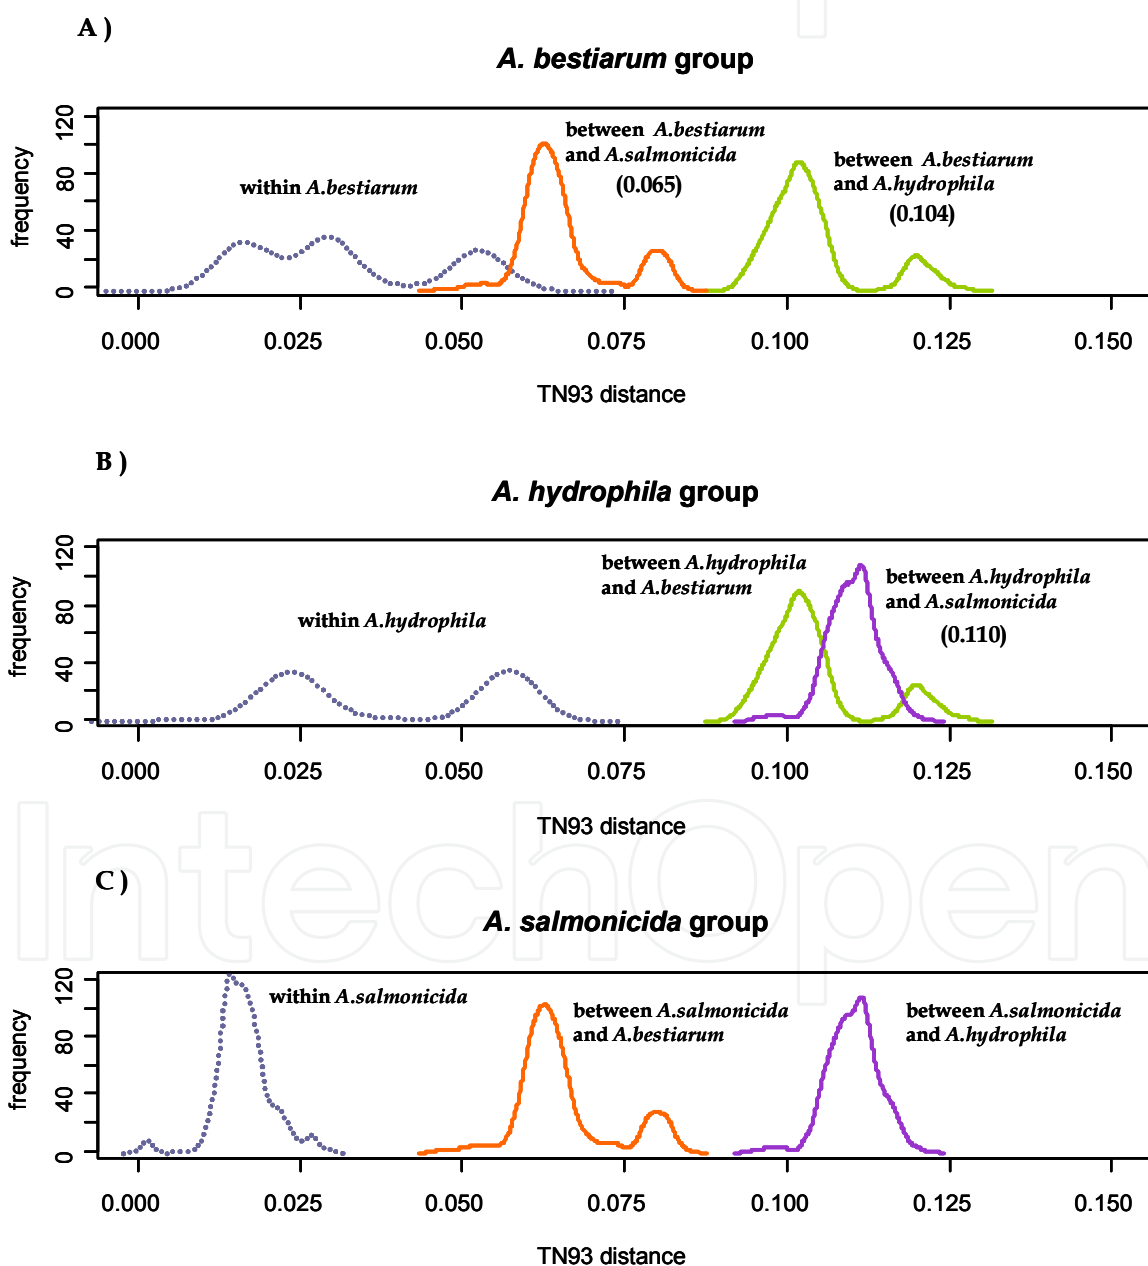 A )
A. bestiarum group
between A.bestiarum
and A.salmonicida
(0.065)
between A.bestiarum
and A.hydrophila
(0.104)
within A.bestiarum
frequency
0
40
80
120
0.000 0.025 0.050 0.075 0.100 0.125 0.150
TN93 distance
B )
A. hydrophila group
between A.hydrophila
and A.bestiarum
between A.hydrophila
and A.salmonicida
(0.110)
within A.hydrophila
frequency
0
40
80
120
0.000 0.025 0.050 0.075 0.100 0.125 0.150
TN93 distance
IntechOpen
C )
A. salmonicida group
within A.salmonicida
between A.salmonicida
and A.bestiarum
between A.salmonicida
and A.hydrophila
frequency
0
40
80
120
0.000 0.025 0.050 0.075 0.100 0.125 0.150
TN93 distance